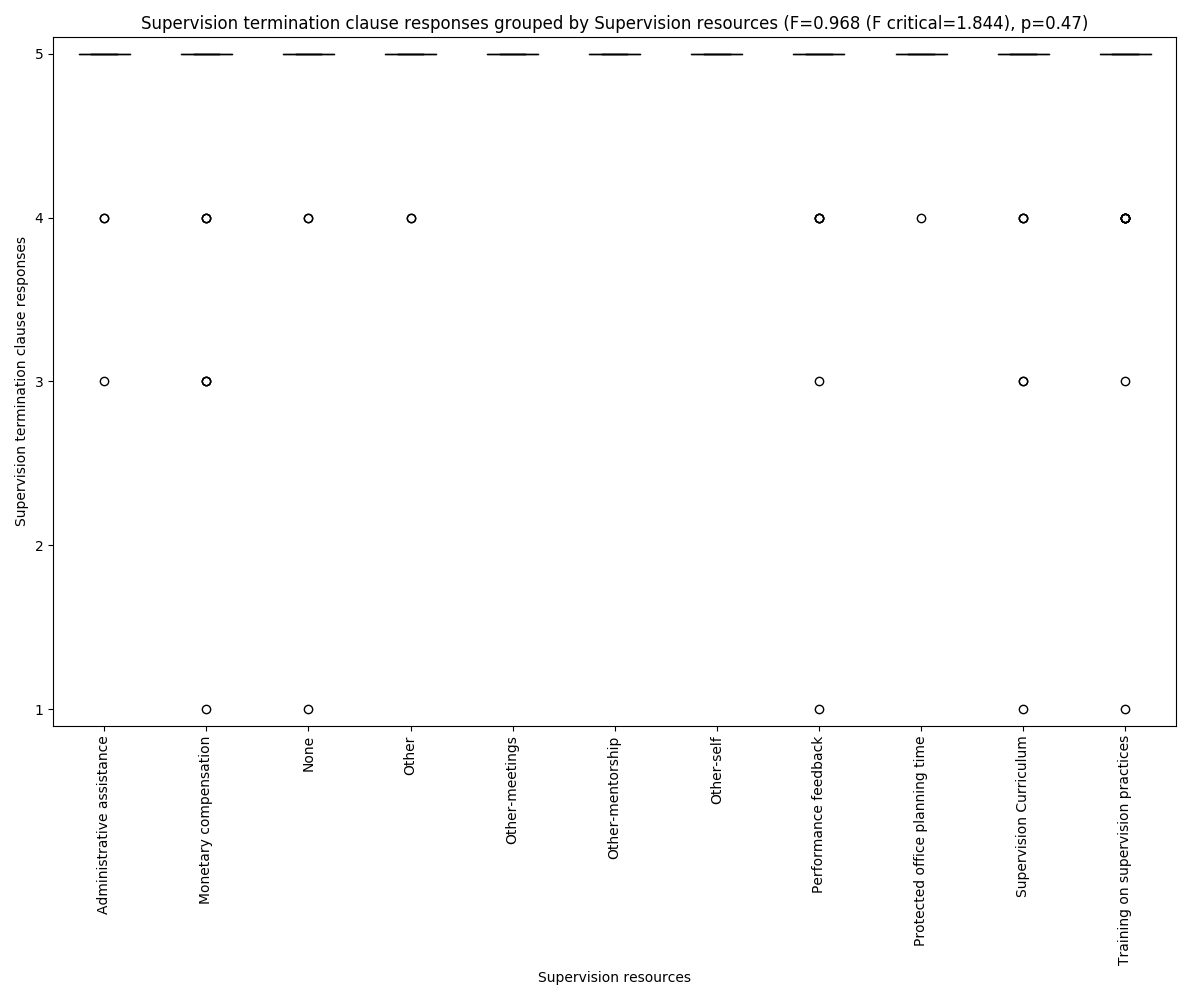 Supervision termination clause responses grouped by Supervision resources (F=0.968 (F critical=1.844), p=0.47)
Supervision termination clause responses
5
4
3
2
1
Administrative assistance
Monetary compensation
None
Other
Other-meetings
Other-mentorship
Other-self
Performance feedback
Protected office planning time
Supervision Curriculum
Training on supervision practices
Supervision resources